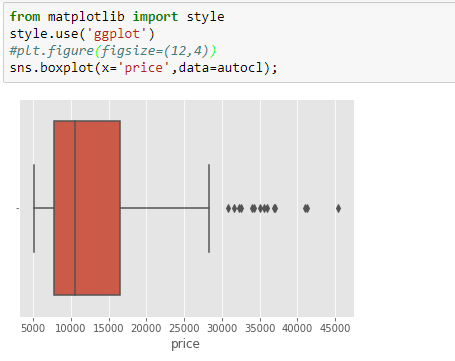 from matplotlib import style
style.use('ggplot')
#plt.figure(figsize=(12,4))
sns.boxplot(x='price',data=autocl);
5000 10000 15000 20000 25000 30000 35000 40000 45000
price